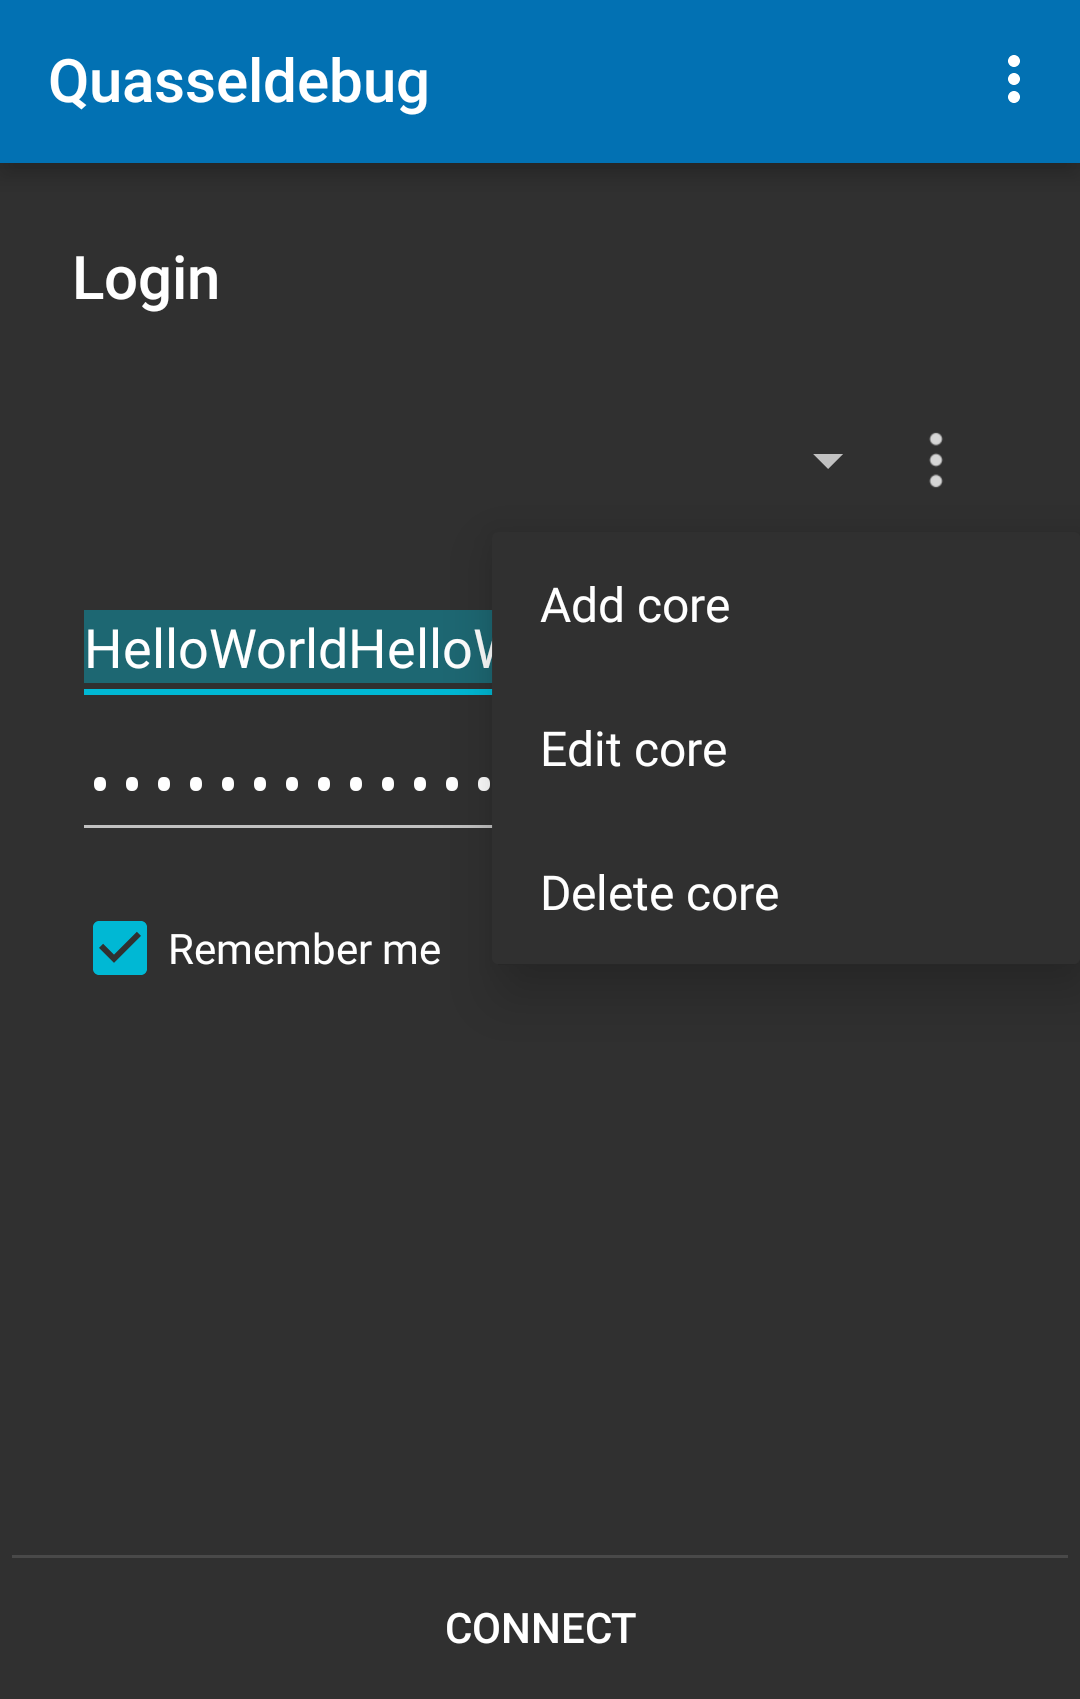 Quasseldebug
Login
Add core
HelloWorldHello
Edit core
Delete core
Remember me
CONNECT